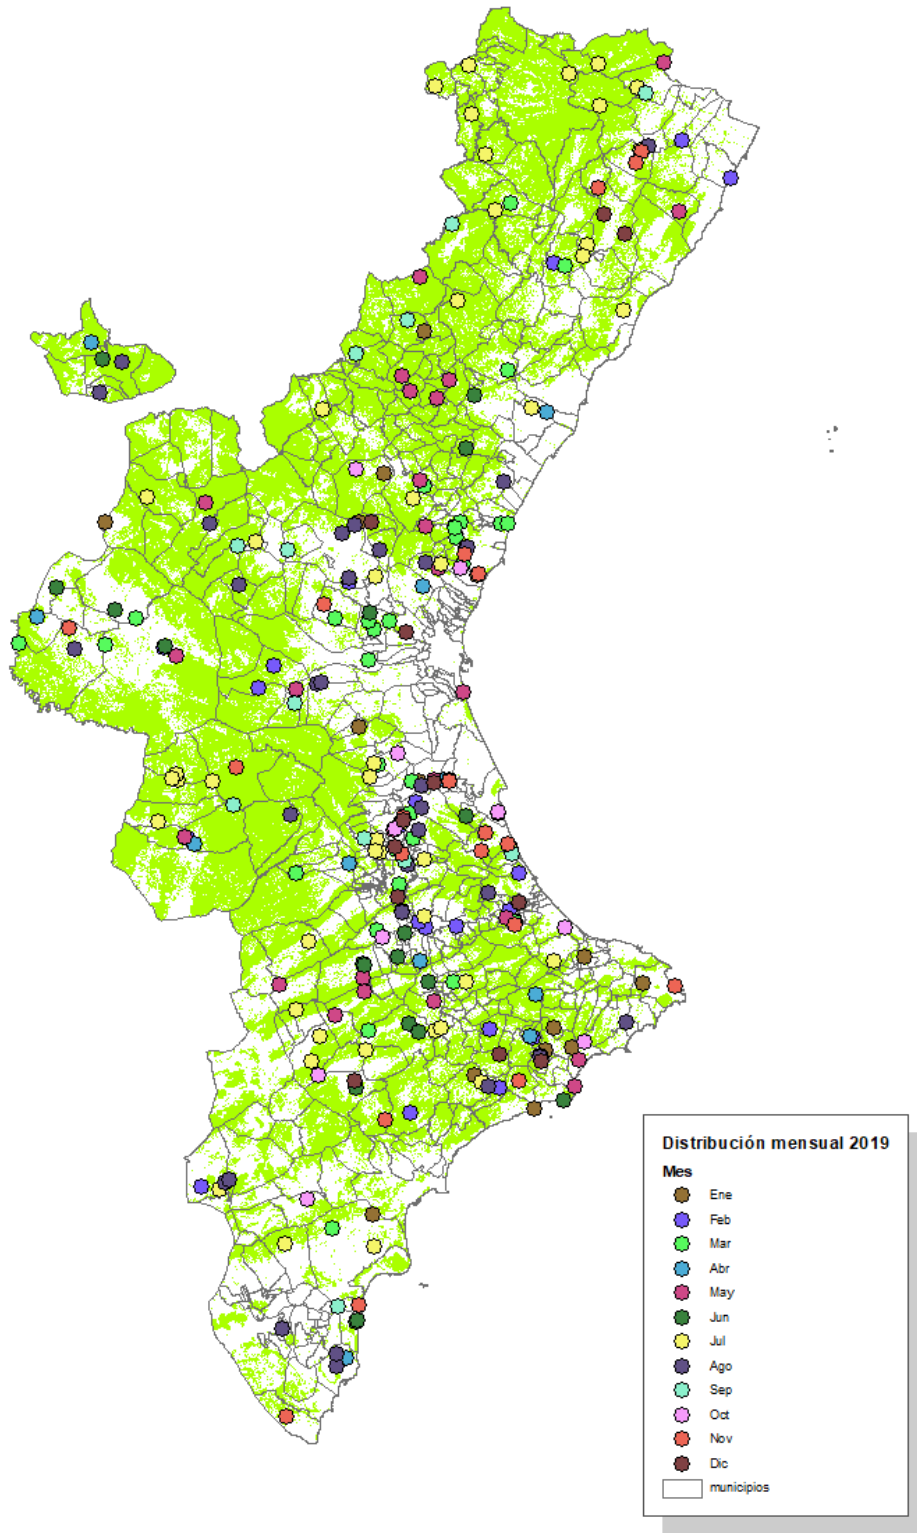 Distribución mensual 2019
Mes
Ene
Feb
Mar
Abr
May
Jun
Jul
Ago
Sep
Oct
Nov
Dic
municipios